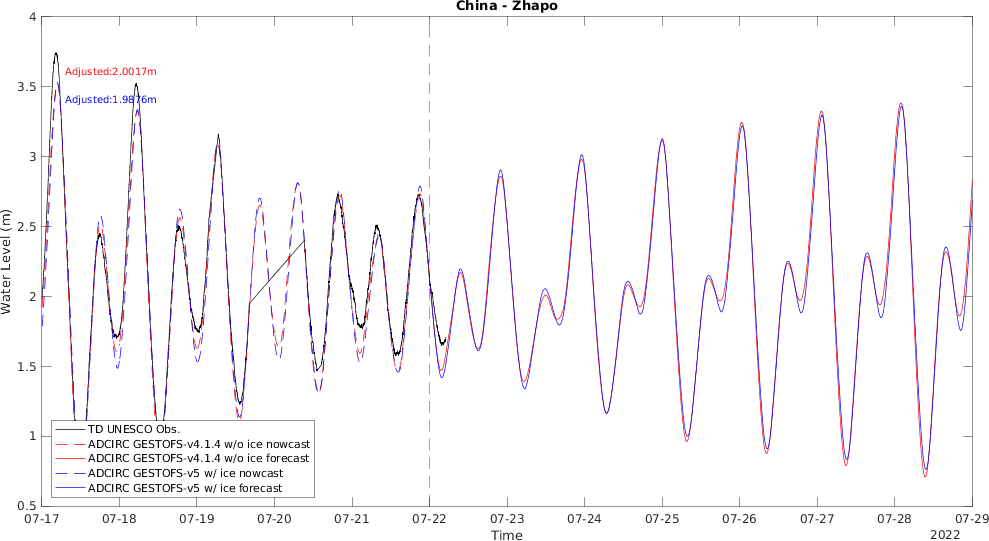 China - Zhapo
4
3.5
3
2.5
2
1.5
1
0.5
Water Level (m)
Adjusted:2.0017m
Adjusted:1.9876m
TD UNESCO Obs.
ADCIRC GESTOFS-v4.1.4 w/o ice nowcast
ADCIRC GESTOFS-v4.1.4 w/o ice forecast
ADCIRC GESTOFS-v5 w/ ice nowcast
ADCIRC GESTOFS-v5 w/ ice forecast
07-17 07-18 07-19 07-20 07-21 07-22 07-23 07-24 07-25 07-26 07-27 07-28 07-29
Time
2022